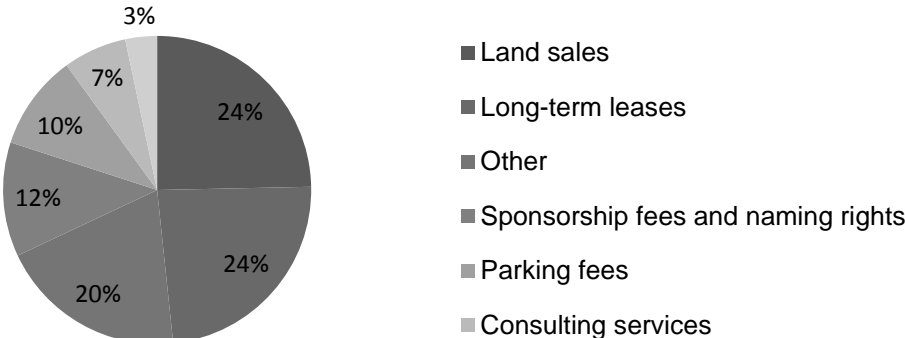 3%
7%
24%
10%
12%
24%
20%
Land sales
Long-term leases
Other
Sponsorship fees and naming rights
Parking fees
Consulting services